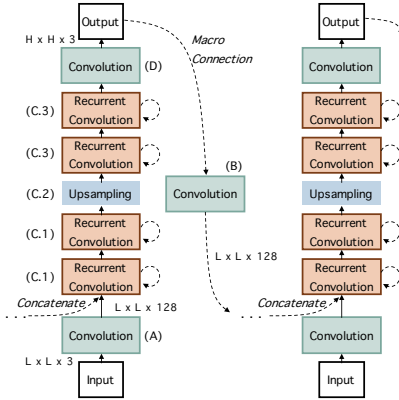 Output
H x H x 3
Convolution
(D)
(C.3)
Recurrent
Convolution
(C.3)
Recurrent
Convolution
(C.2)
Upsampling
(C.1)
Recurrent
Convolution
(C.1)
Recurrent
Convolution
Concatenate
. . .
L x L x 128
Convolution
(A)
L x L x 3
Input
Macro
Connection
(B)
Convolution
L x L x 128
. . .
Output
Convolution
Recurrent
Convolution
Recurrent
Convolution
Upsampling
Recurrent
Convolution
Recurrent
Convolution
Concatenate
Convolution
Input